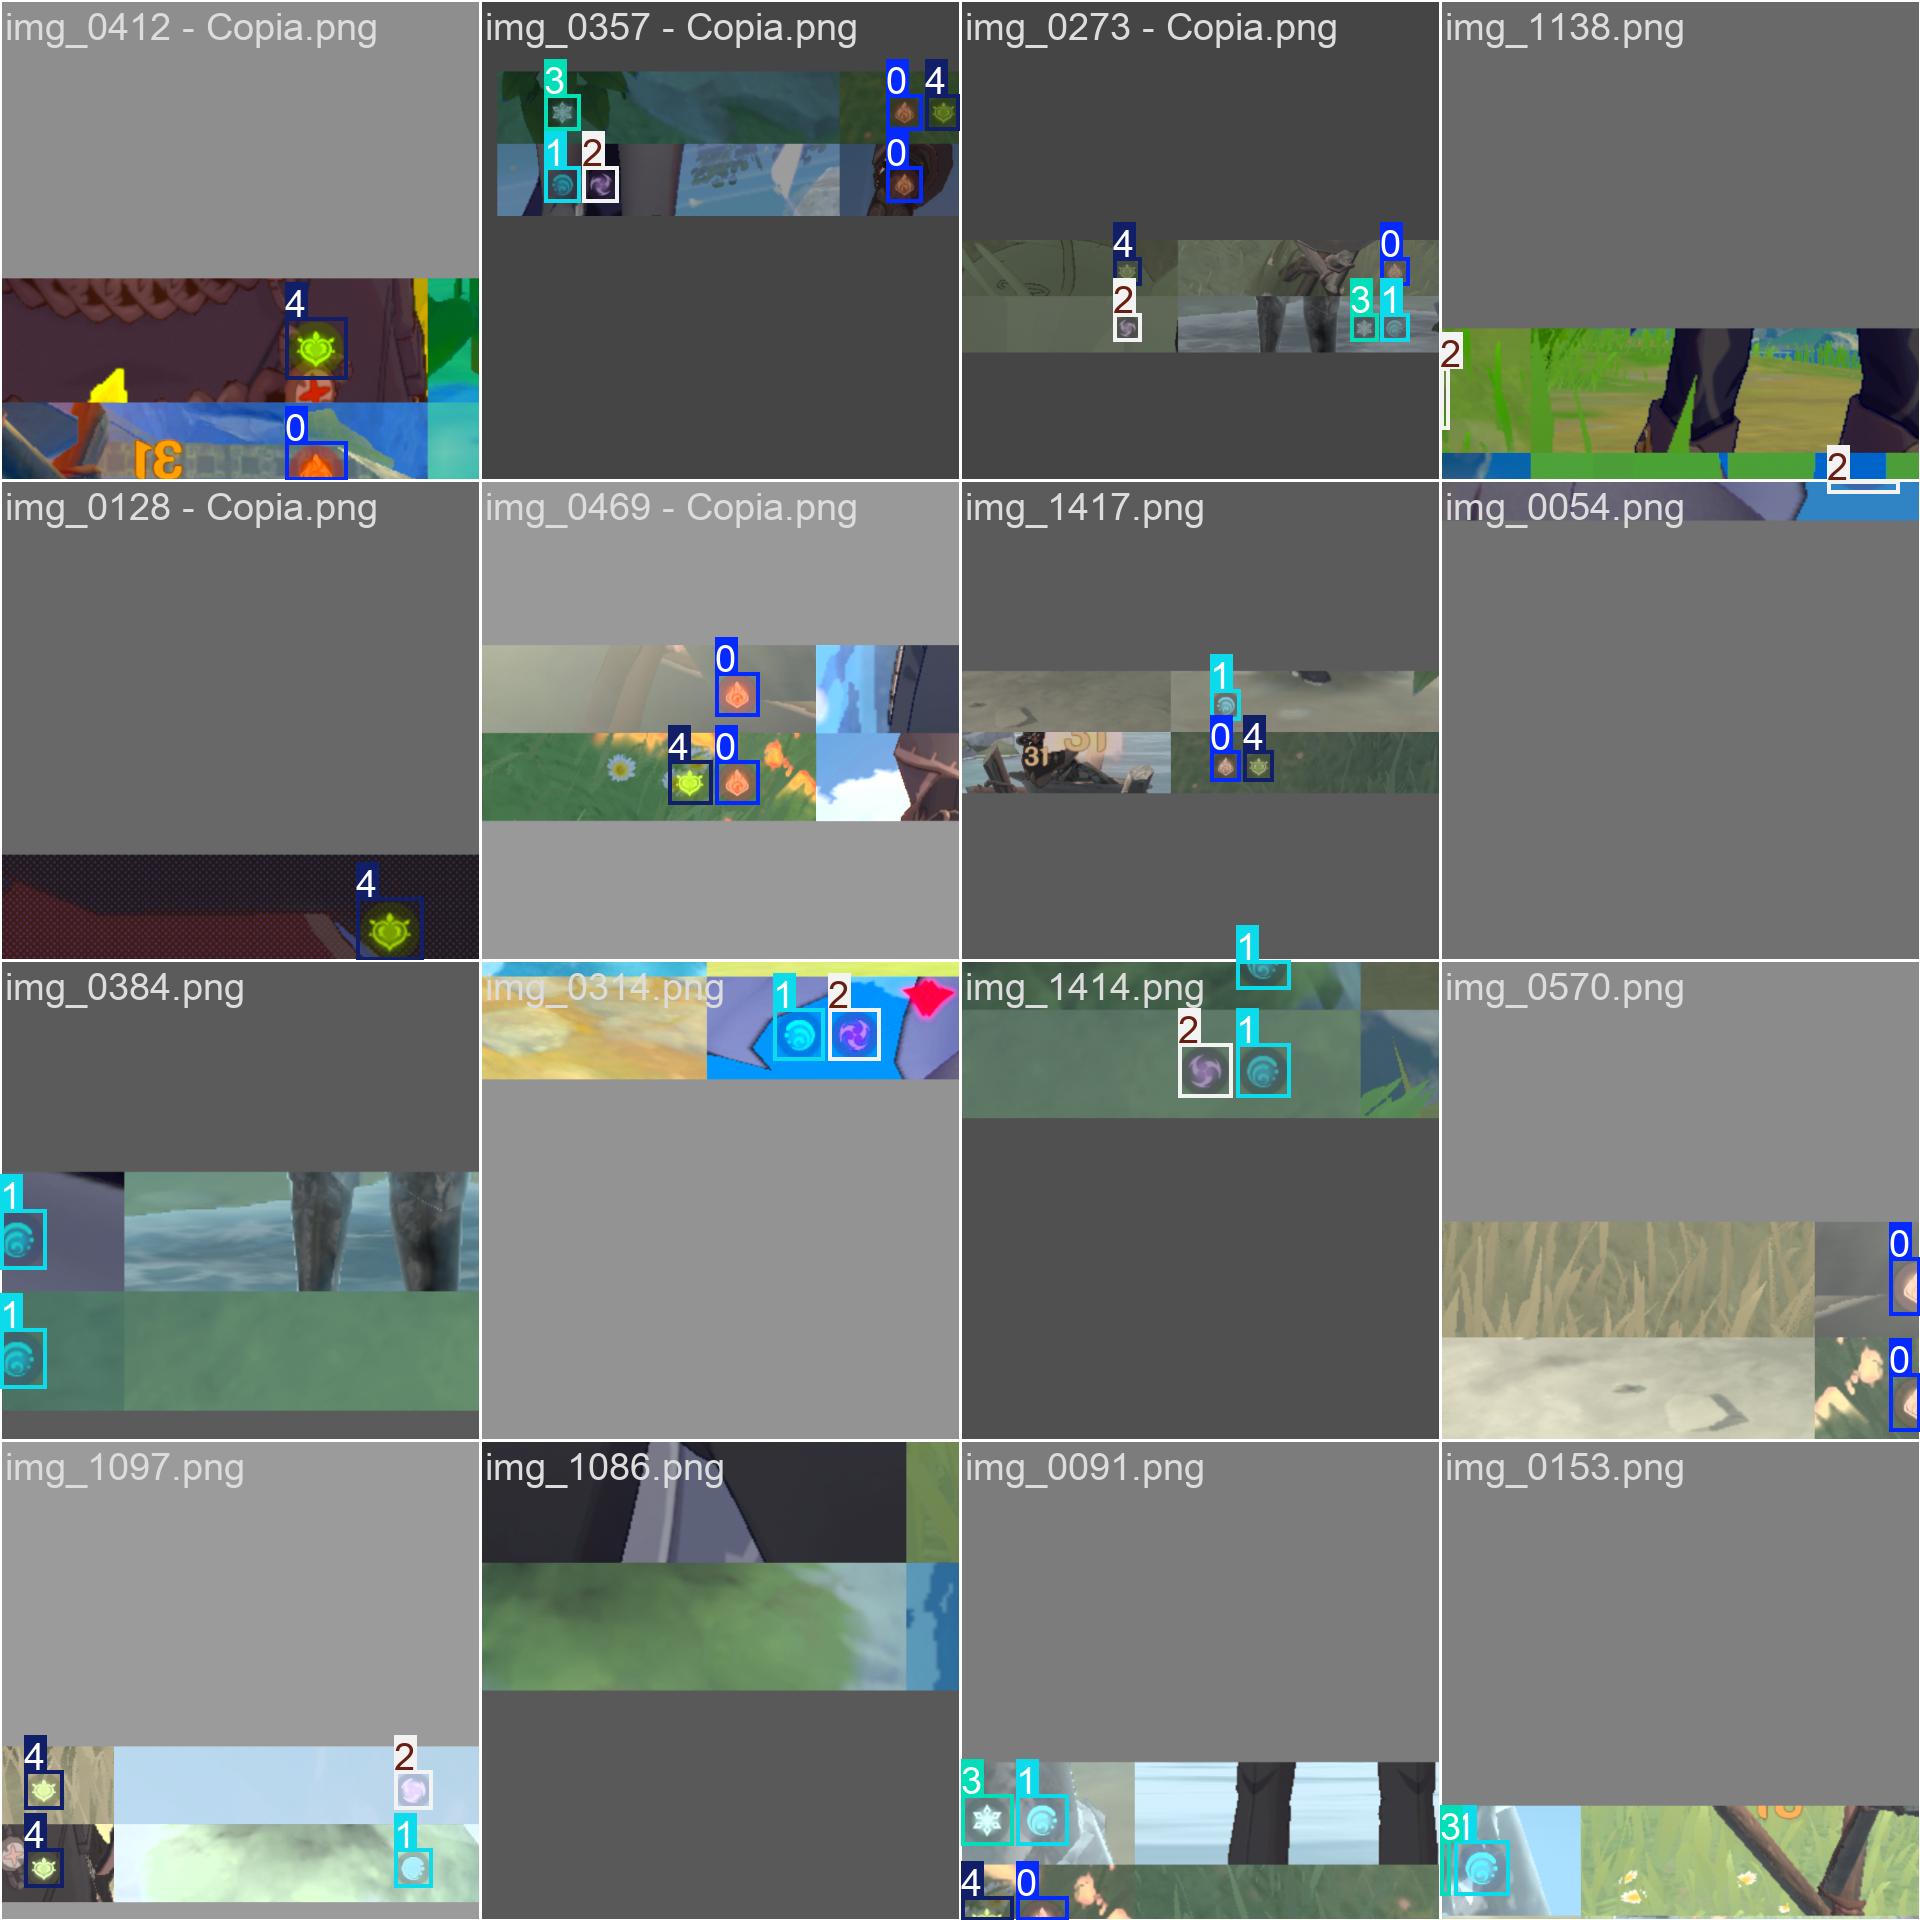 img_0412 - Copia.png
4
0
31
img_0357 - Copia.png
3
0 4
1 2
0
img_0273 - Copia.png
4
0
2
3 1
img_1138.png
2
2
img_0128 - Copia.png
4
img_0469 - Copia.png
0
4 0
img_1417.png
1
0 4
31
31
img_0054.png
img_0384.png
1
1
img_0314.png
1 2
img_1414.png
1
2 1
img_0570.png
0
0
img_1097.png
4
2
4
1
img_1086.png
img_0091.png
3 1
4 0
img_0153.png
31